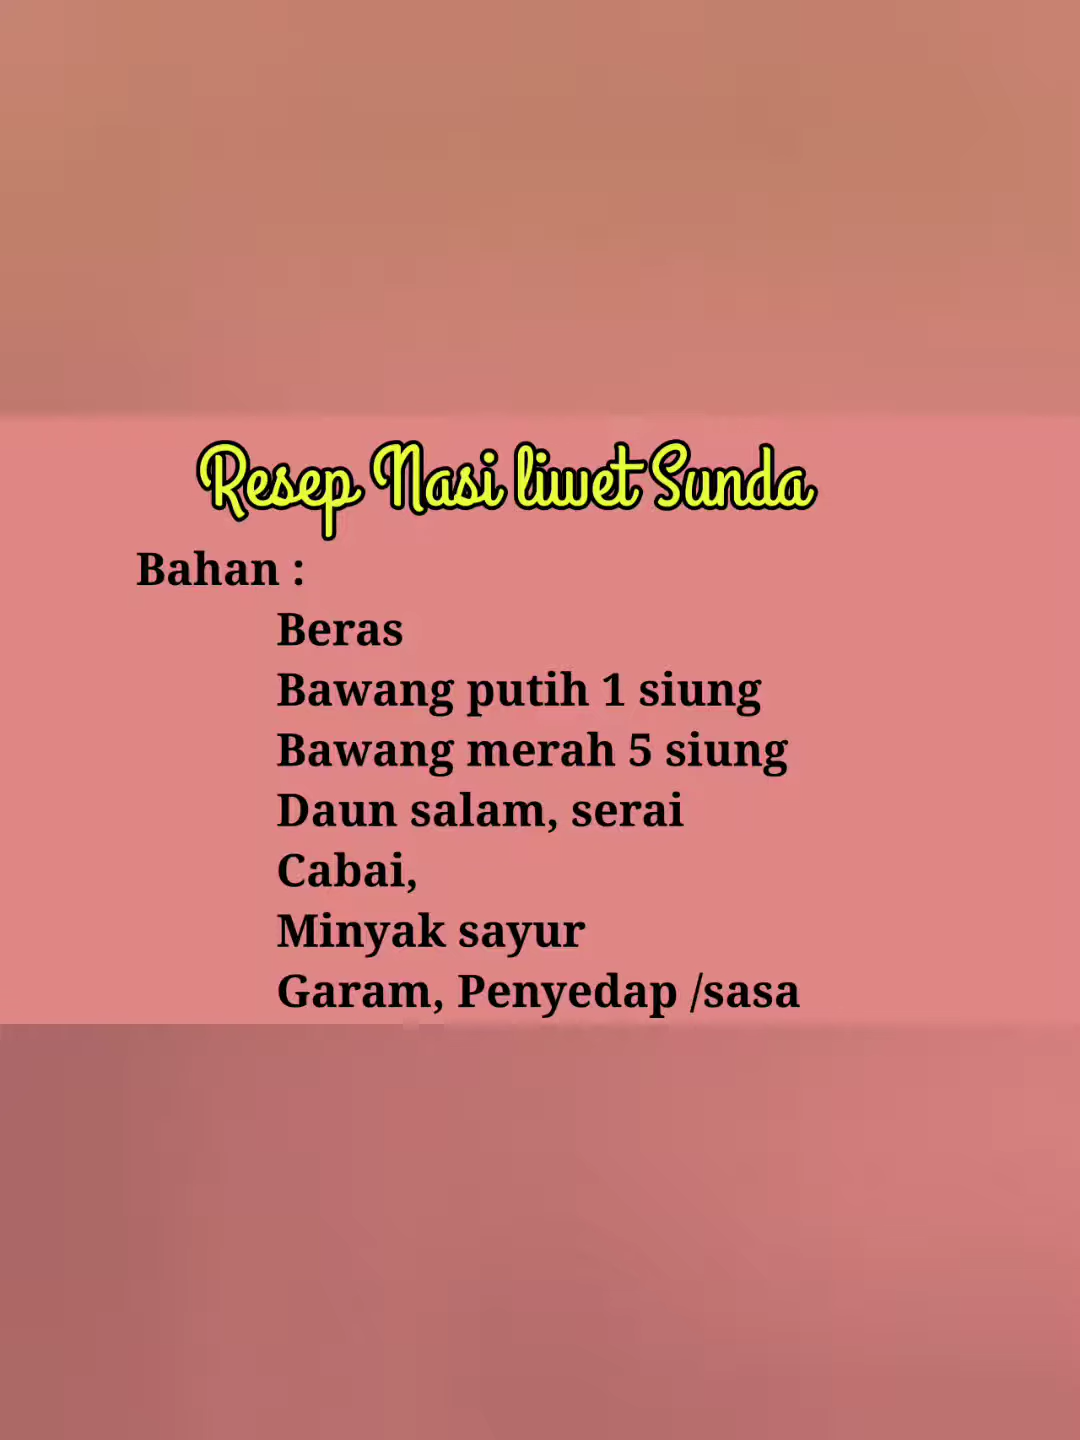 Resep Nasi liwet Sunda
Bahan :
Beras
Bawang putih 1 siung
Bawang merah 5 siung
Daun salam, serai
Cabai,
Minyak sayur
Garam, Penyedap /sasa